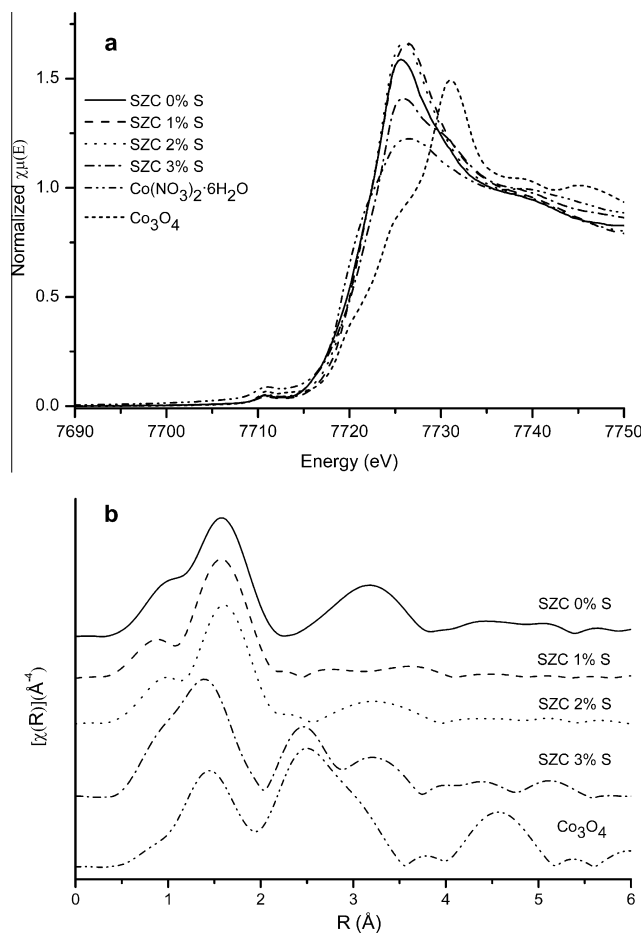 a
1.5
1.0
0.5
0.0
Normalized χμ(E)
SZC 0% S
SZC 1% S
SZC 2% S
SZC 3% S
Co(NO₃)₂·6H₂O
Co₃O₄
7690 7700 7710 7720 7730 7740 7750
Energy (eV)
b
[χ(R)](Å⁻⁴)
SZC 0% S
SZC 1% S
SZC 2% S
SZC 3% S
Co₃O₄
0 1 2 3 4 5 6
R (Å)